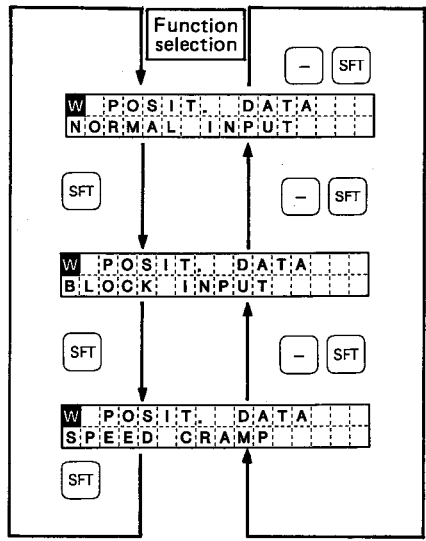 Function
selection
– SFT
W POSIT. DATA
NORMAL INPUT
SFT
– SFT
W POSIT. DATA
BLOCK INPUT
SFT
– SFT
W POSIT. DATA
SPEED CRAMP
SFT